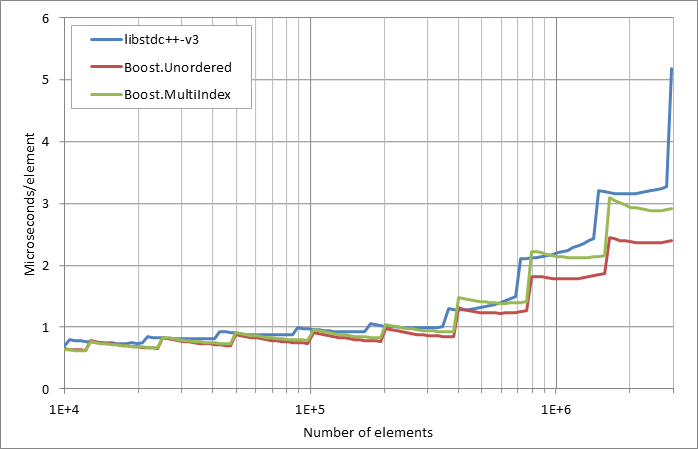 6
5
4
3
2
1
0
Microseconds/element
libstdc++-v3
Boost.Unordered
Boost.MultiIndex
1E+4 1E+5 1E+6
Number of elements